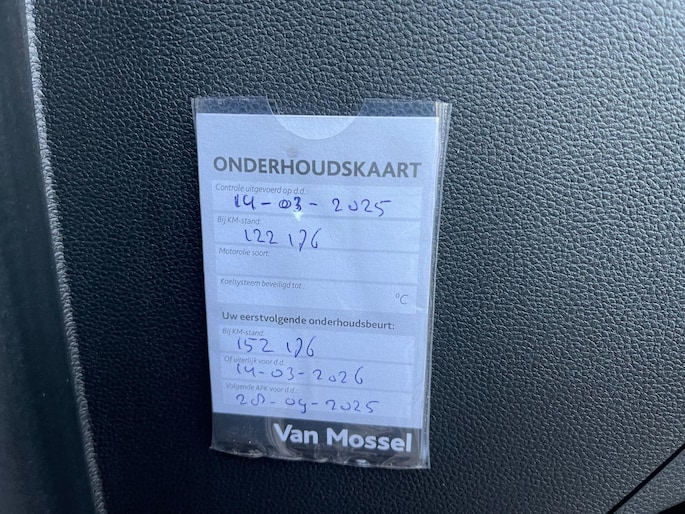 ONDERHOUDSKAART
Controle uitgevoerd op d.d.:
14-03-2025
Bij KM-stand:
122 176
Motorolie soort:
Koelsysteem beveiligd tot:
°C
Uw eerstvolgende onderhoudsbeurt:
Bij KM-stand:
152 176
Of uiterlijk voor d.d.:
14-03-2026
Volgende APK voor d.d.:
28-09-2025
Van Mossel